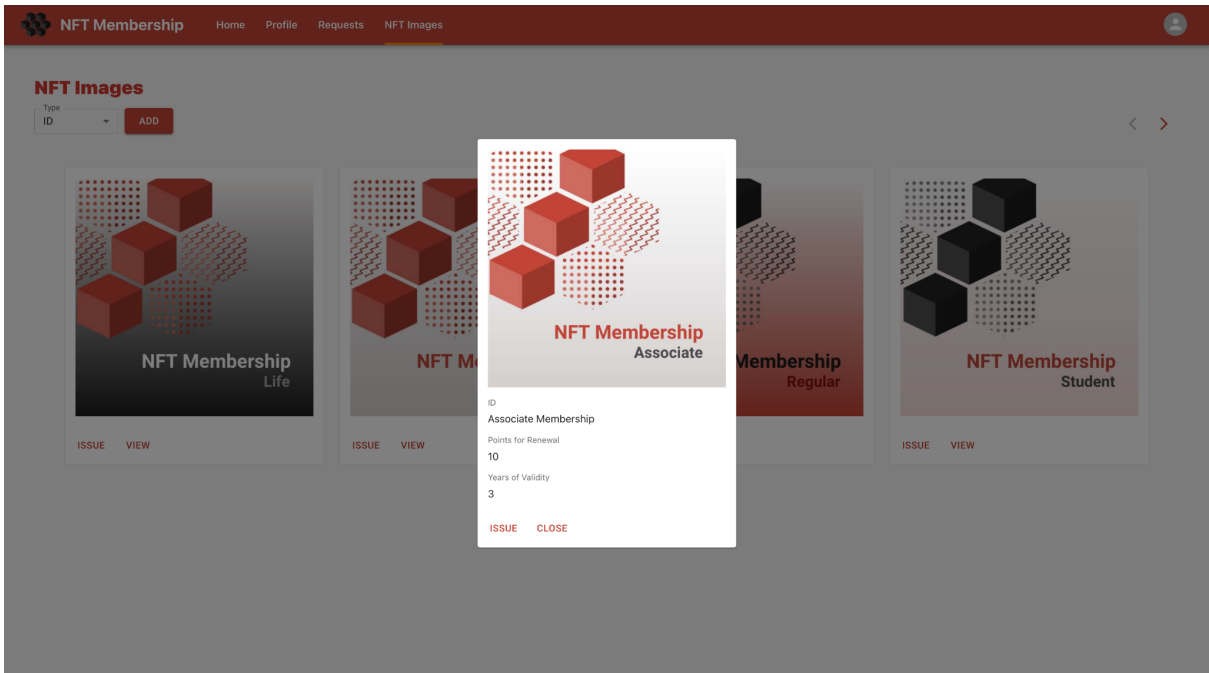 NFT Membership Home Profile Requests NFT Images
NFT Images
Type
ID
ADD
NFT Membership
Life
ISSUE VIEW
NFT Me
ISSUE VIEW
NFT Membership
Associate
ID
Associate Membership
Points for Renewal
10
Years of Validity
3
ISSUE CLOSE
Membership
Regular
NFT Membership
Student
ISSUE VIEW